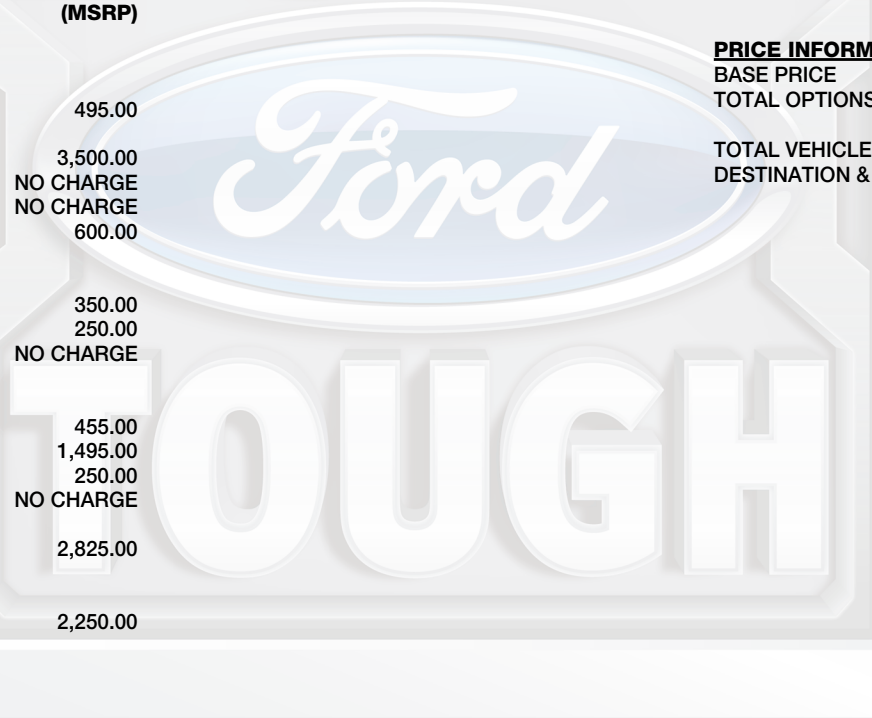 (MSRP)
495.00
3,500.00
NO CHARGE
NO CHARGE
600.00
350.00
250.00
NO CHARGE
455.00
1,495.00
250.00
NO CHARGE
2,825.00
2,250.00
PRICE INFORM
BASE PRICE
TOTAL OPTIONS
TOTAL VEHICLE
DESTINATION &
Ford
TOUGH